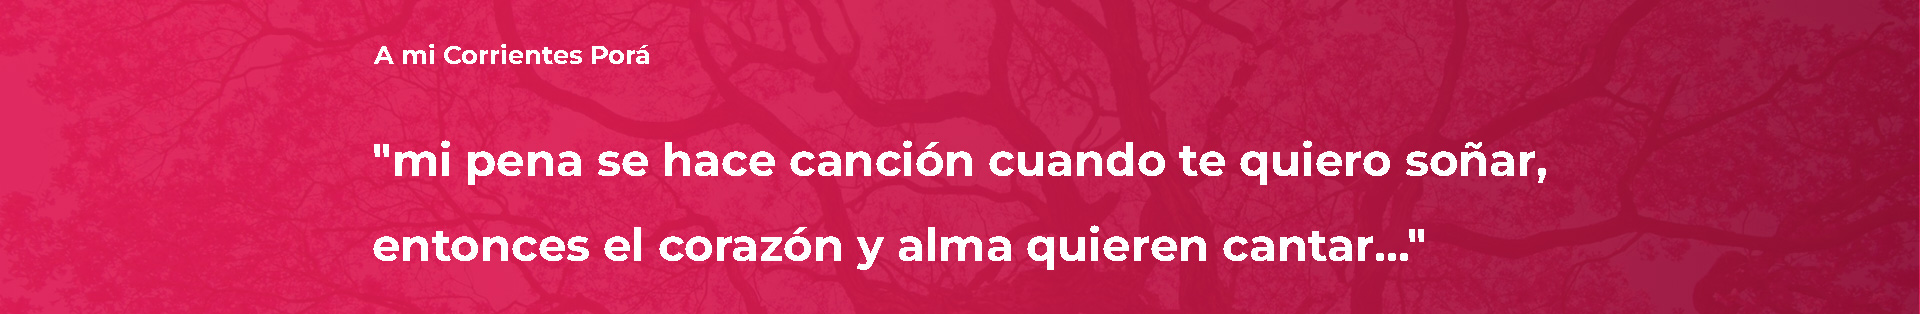 A mi Corrientes Porá
"mi pena se hace canción cuando te quiero soñar,
entonces el corazón y alma quieren cantar..."